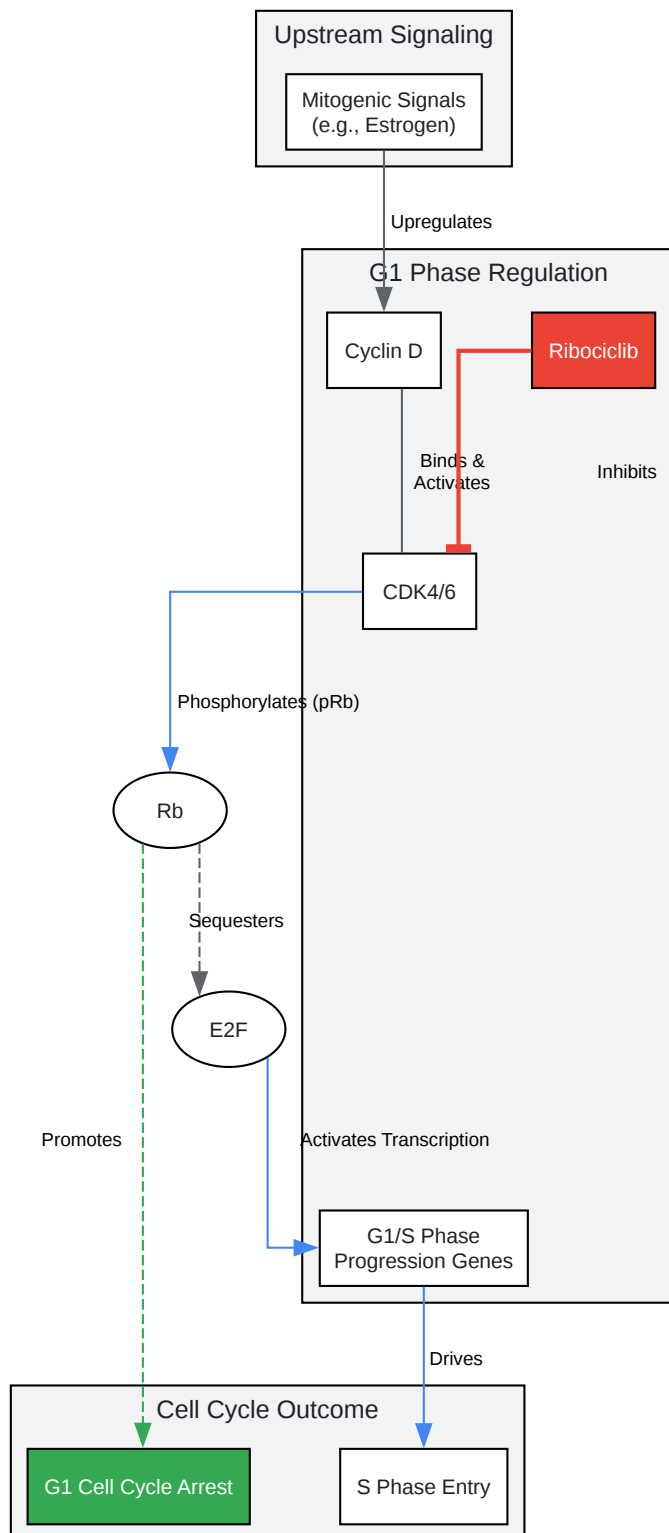 Upstream Signaling
Mitogenic Signals
(e.g., Estrogen)
Upregulates
G1 Phase Regulation
Cyclin D
Ribociclib
Binds &
Activates
Inhibits
CDK4/6
Phosphorylates (pRb)
Rb
Sequesters
E2F
Promotes
Activates Transcription
G1/S Phase
Progression Genes
Drives
Cell Cycle Outcome
G1 Cell Cycle Arrest
S Phase Entry